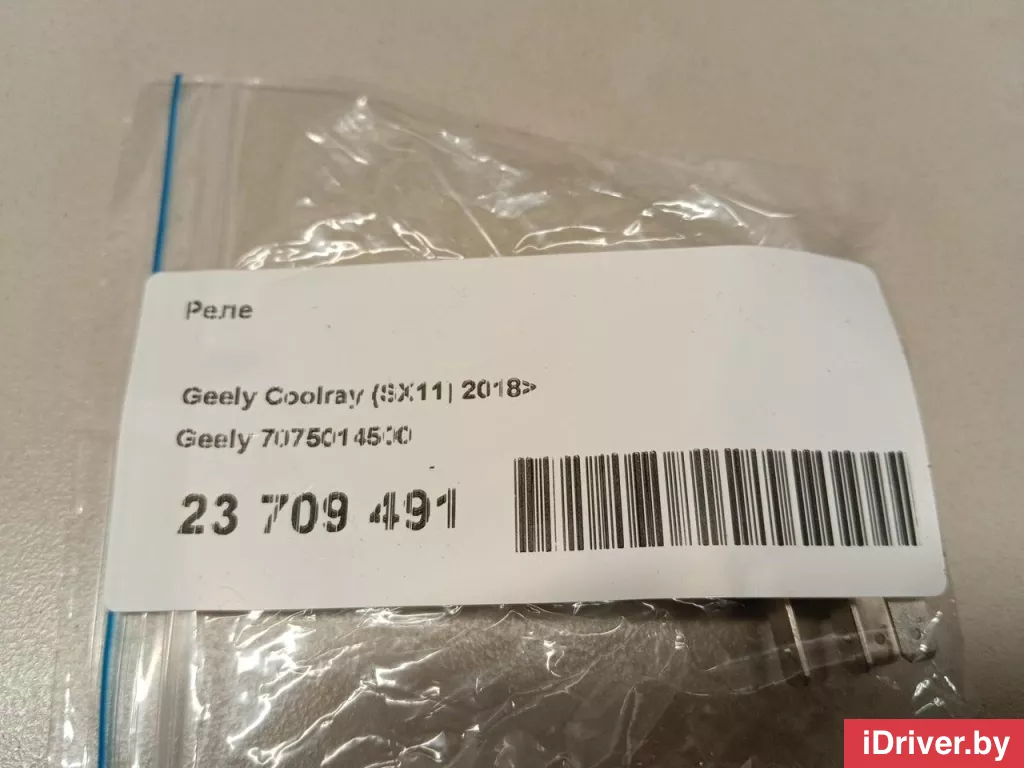 Реле
Geely Coolray (SX11) 2018>
Geely 7075014500
23 709 491
iDriver.by